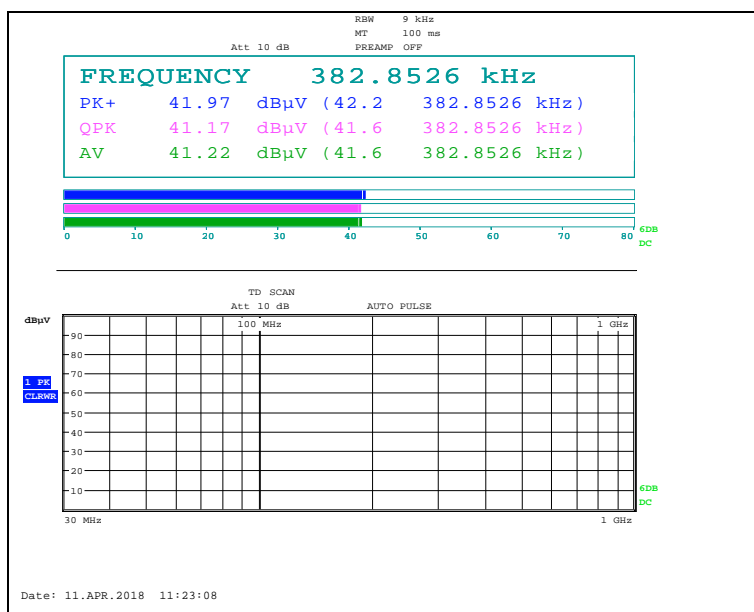 RBW 9 kHz
MT 100 ms
Att 10 dB PREAMP OFF
FREQUENCY 382.8526 kHz
PK+ 41.97 dBµV (42.2 382.8526 kHz)
QPK 41.17 dBµV (41.6 382.8526 kHz)
AV 41.22 dBµV (41.6 382.8526 kHz)
0 10 20 30 40 50 60 70 80
6DB
DC
TD SCAN
Att 10 dB AUTO PULSE
dBµV
100 MHz 1 GHz
90
80
70
1 PK
60
CLRWR
50
40
30
20
10
6DB
DC
30 MHz 1 GHz
Date: 11.APR.2018 11:23:08